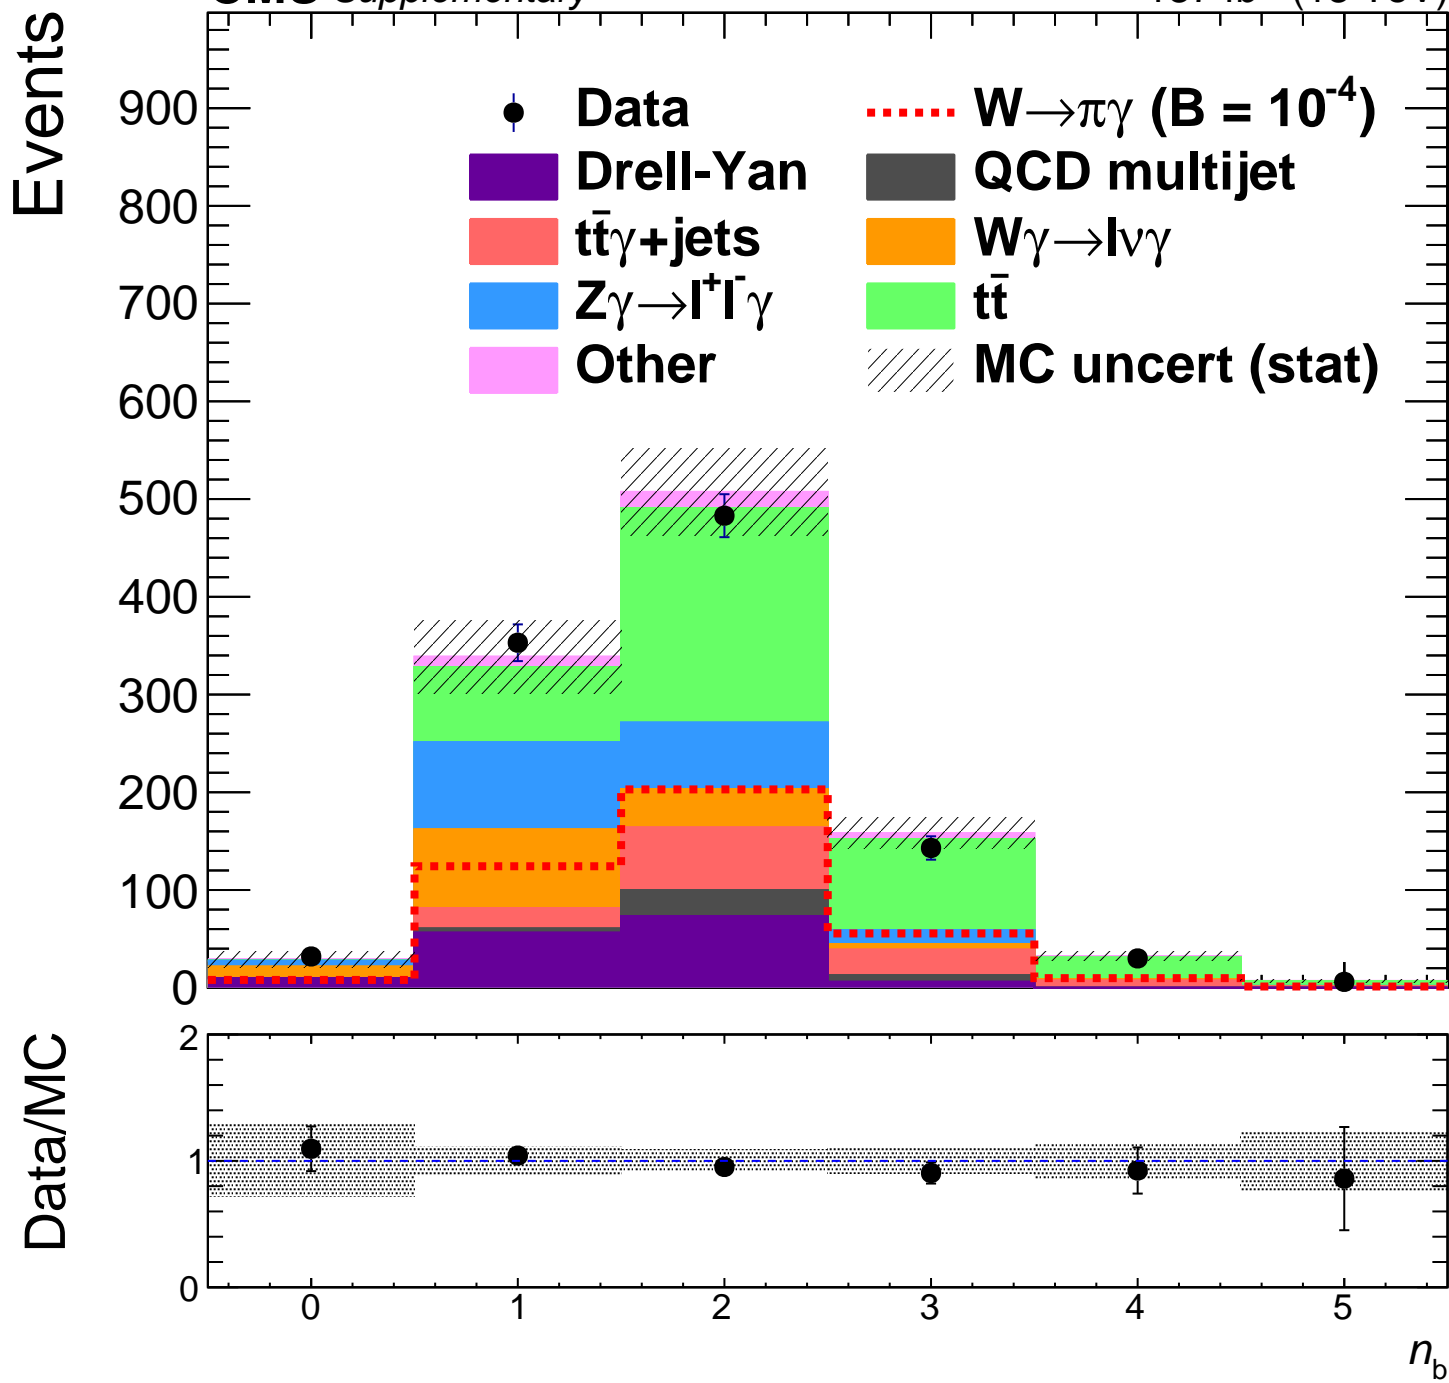 CMS Supplementary
Events
900
800
700
600
500
400
300
200
100
0
Data
W→πγ (B = 10⁻⁴)
Drell-Yan
QCD multijet
tt̄γ+jets
Wγ→lνγ
Zγ→l⁺l⁻γ
tt̄
Other
MC uncert (stat)
Data/MC
2
1
0
0 1 2 3 4 5
n_b